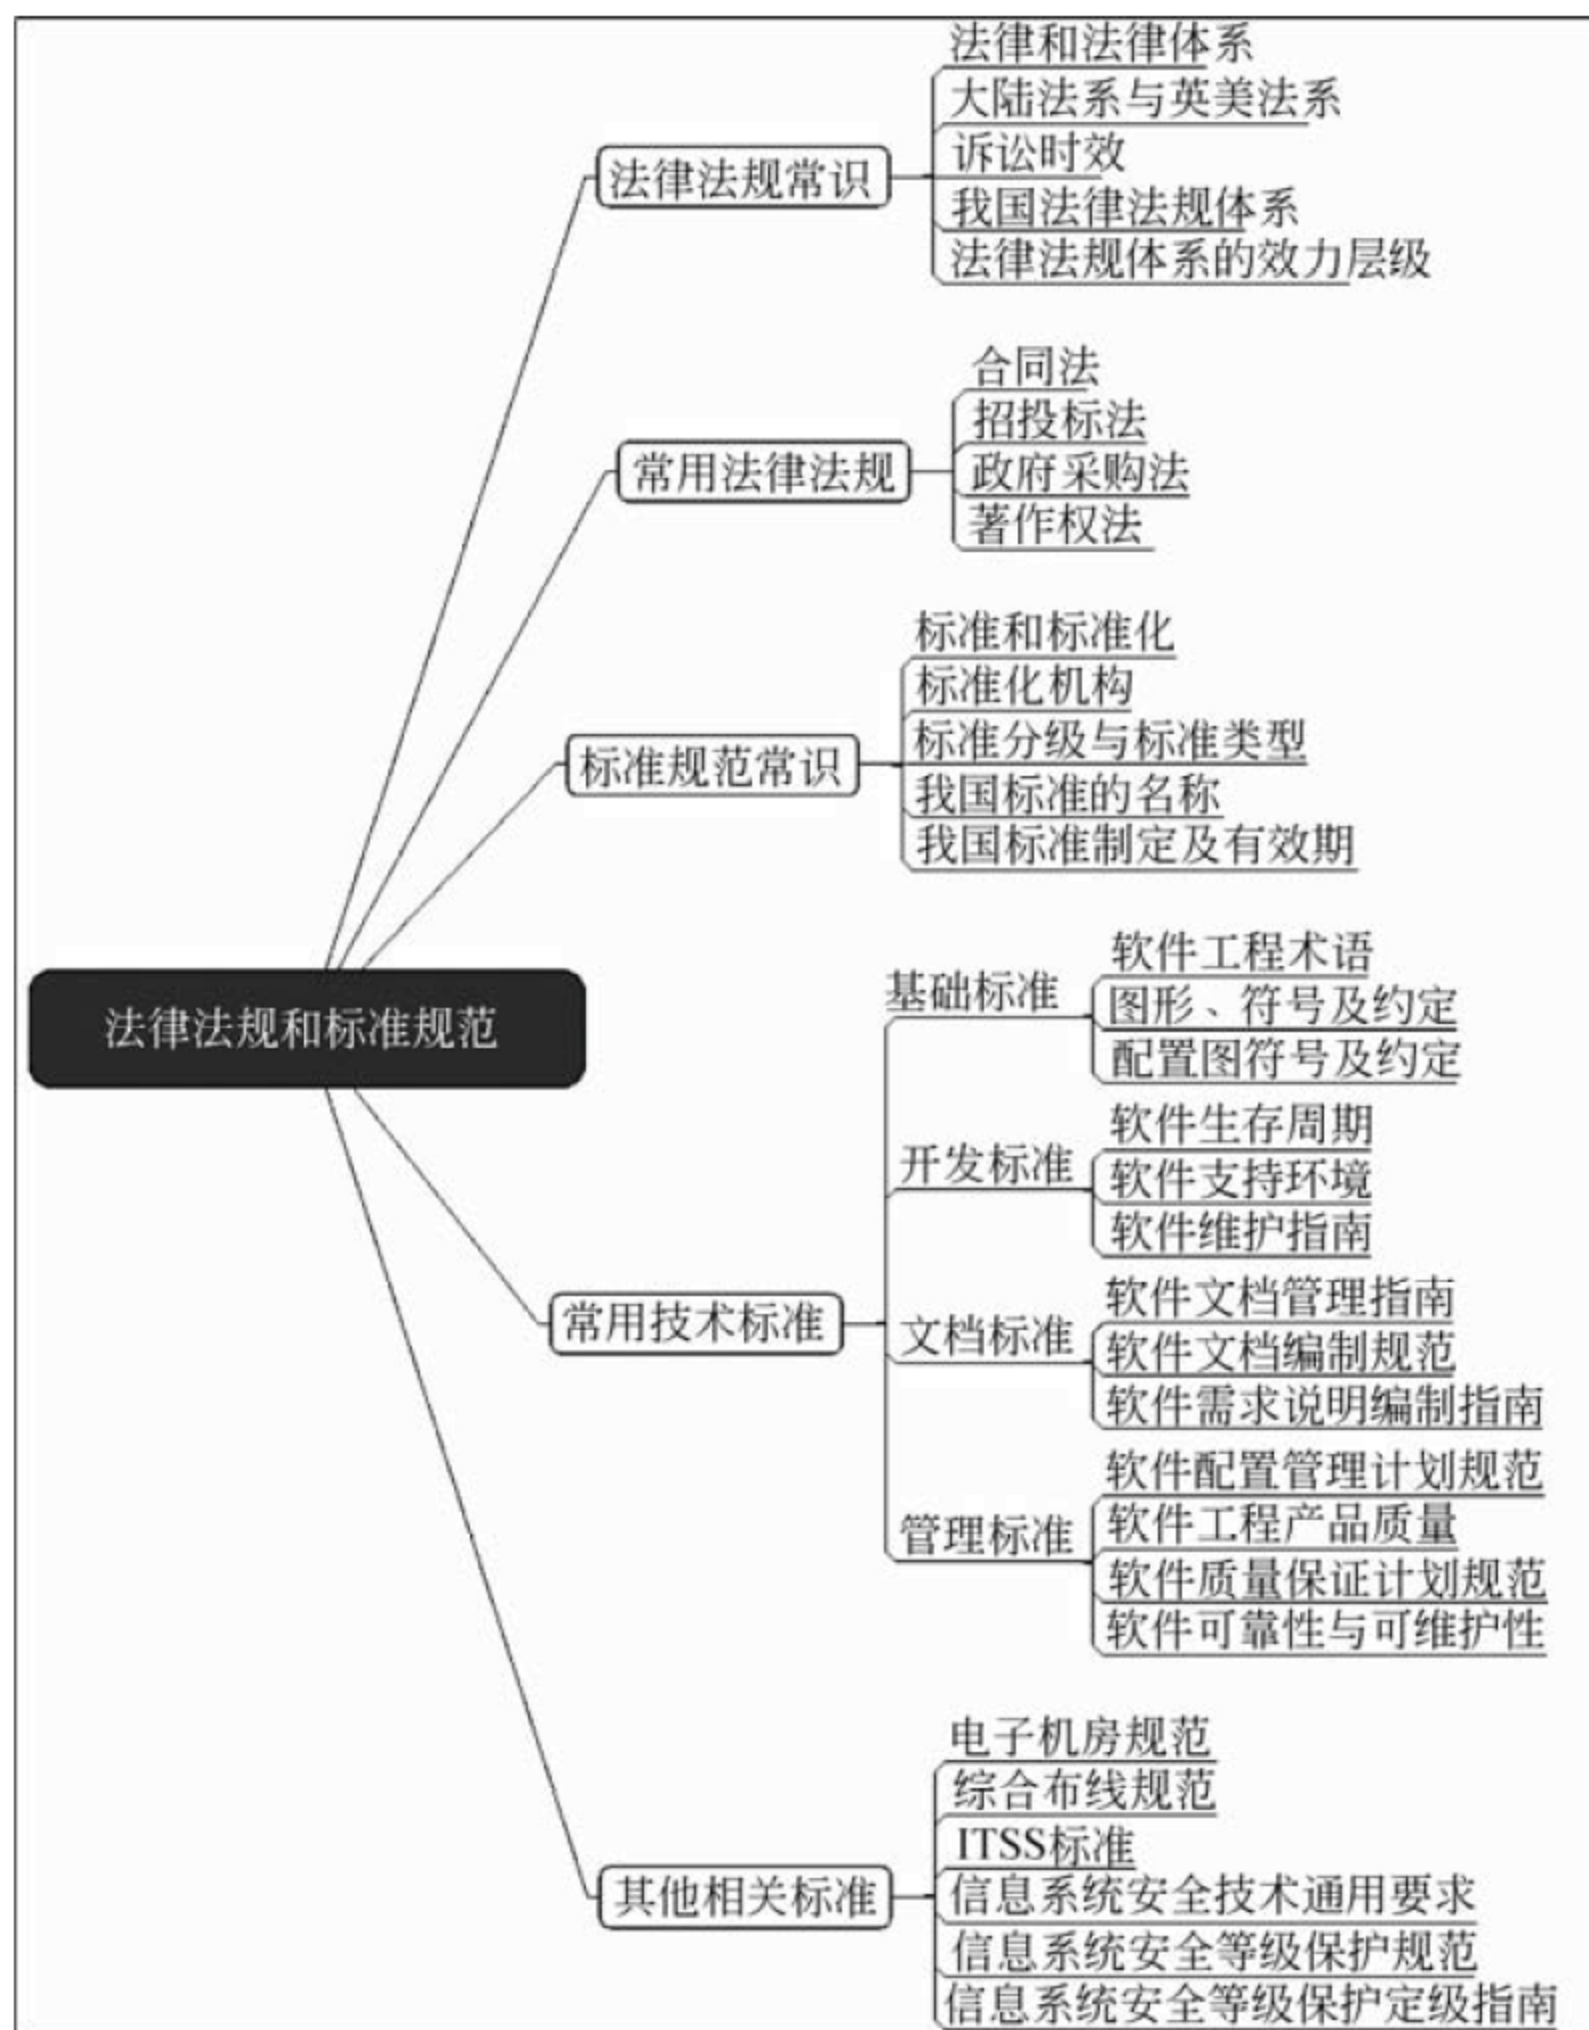 法律法规和标准规范
法律法规常识
法律和法律体系
大陆法系与英美法系
诉讼时效
我国法律法规体系
法律法规体系的效力层级
常用法律法规
合同法
招投标法
政府采购法
著作权法
标准规范常识
标准和标准化
标准化机构
标准分级与标准类型
我国标准的名称
我国标准制定及有效期
常用技术标准
基础标准
软件工程术语
图形、符号及约定
配置图符号及约定
开发标准
软件生存周期
软件支持环境
软件维护指南
文档标准
软件文档管理指南
软件文档编制规范
软件需求说明编制指南
管理标准
软件配置管理计划规范
软件工程产品质量
软件质量保证计划规范
软件可靠性与可维护性
其他相关标准
电子机房规范
综合布线规范
ITSS标准
信息系统安全技术通用要求
信息系统安全等级保护规范
信息系统安全等级保护定级指南